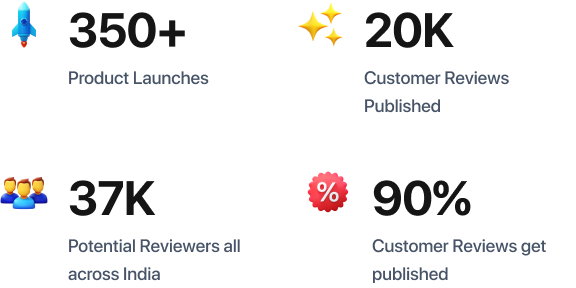 350+
Product Launches
20K
Customer Reviews
Published
37K
Potential Reviewers all
across India
%
90%
Customer Reviews get
published